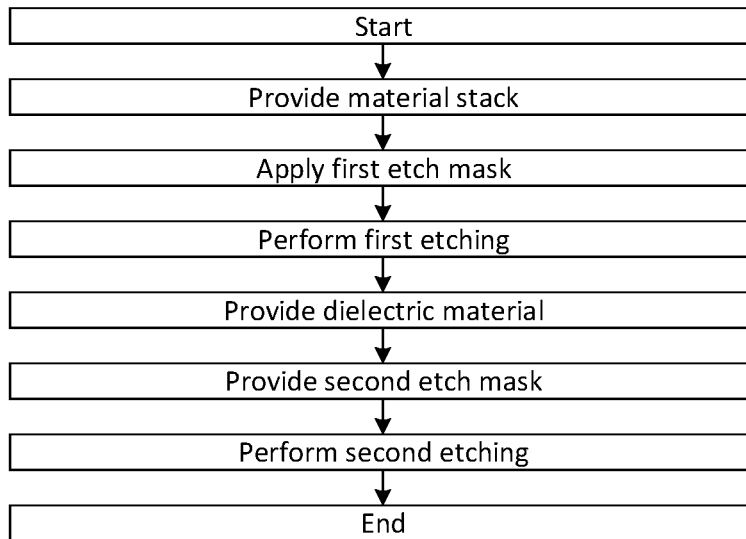 Start
Provide material stack
Apply first etch mask
Perform first etching
Provide dielectric material
Provide second etch mask
Perform second etching
End